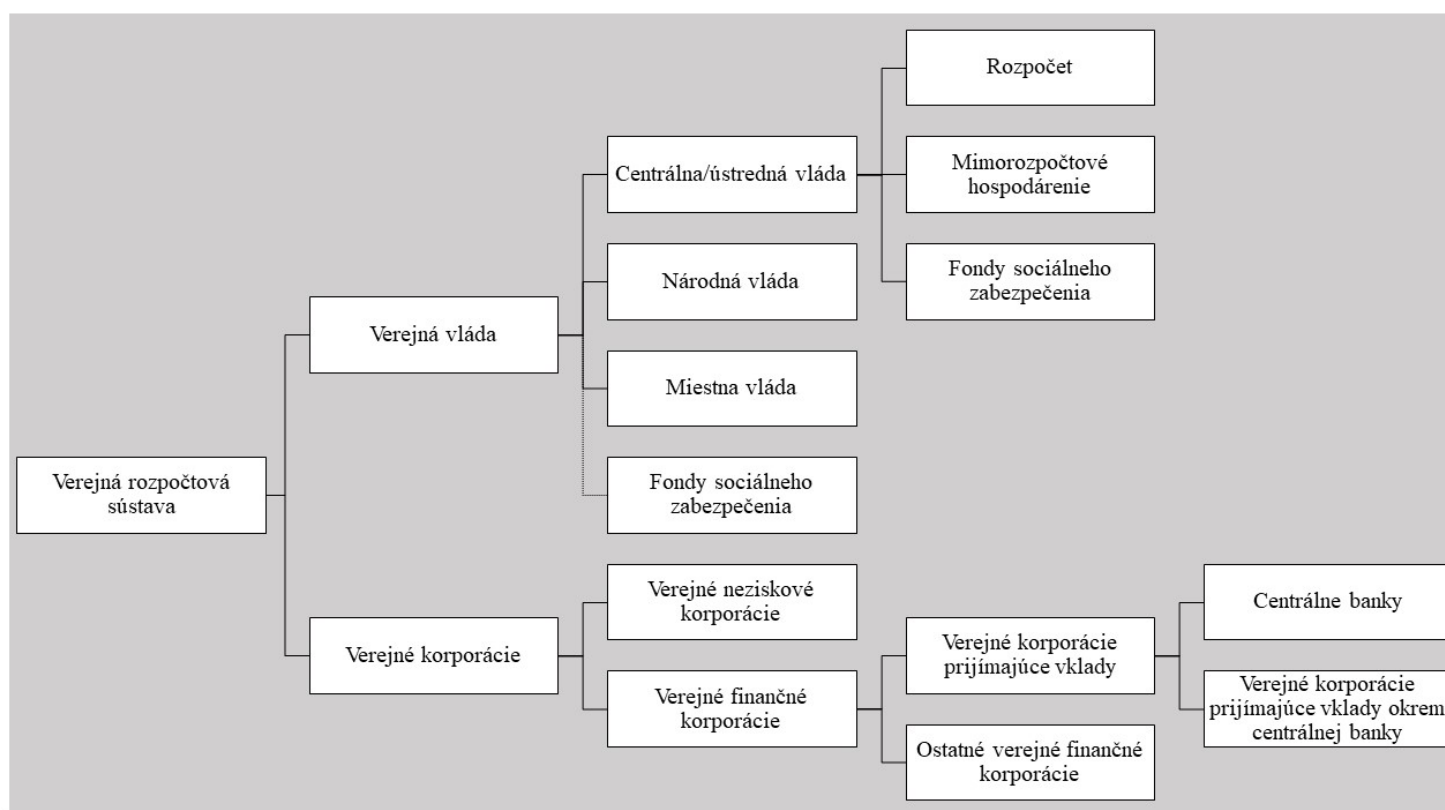 Rozpočet
Centrálna/ústredná vláda
Mimorozpočtové
hospodárenie
Národná vláda
Fondy sociálneho
zabezpečenia
Verejná vláda
Miestna vláda
Verejná rozpočtová
sústava
Fondy sociálneho
zabezpečenia
Verejné neziskové
korporácie
Centrálne banky
Verejné korporácie
Verejné korporácie
prijímajúce vklady
Verejné finančné
korporácie
Verejné korporácie
prijímajúce vklady okrem
centrálnej banky
Ostatné verejné finančné
korporácie